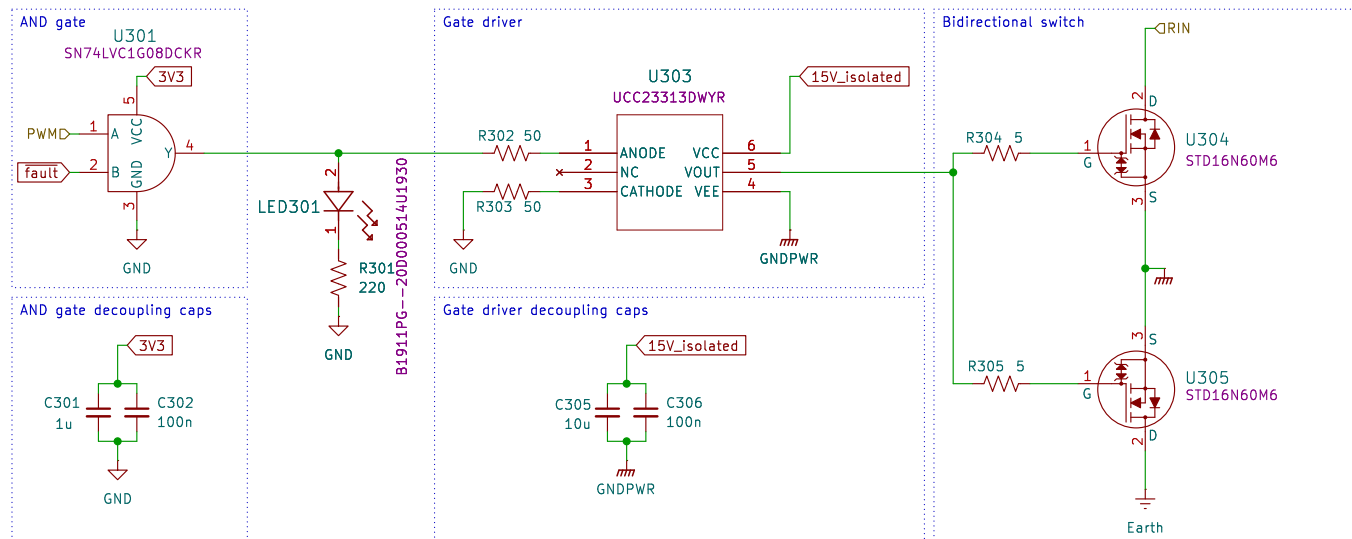 AND gate
U301
SN74LVC1G08DCKR
3V3
5
PWM
1
A
VCC
Y
4
fault
2
B
GND
3
GND
2
LED301
1
B1911PG--20D000514U1930
R301
220
GND
AND gate decoupling caps
3V3
C301
1u
C302
100n
GND
Gate driver
U303
UCC23313DWYR
15V_isolated
R302 50
1
ANODE
VCC
6
2
NC
VOUT
5
3
CATHODE
VEE
4
R303 50
GND
GNDPWR
Gate driver decoupling caps
15V_isolated
C305
10u
C306
100n
GNDPWR
Bidirectional switch
RIN
2
D
R304 5
1
G
U304
STD16N60M6
3
S
3
S
R305 5
1
G
U305
STD16N60M6
2
D
Earth